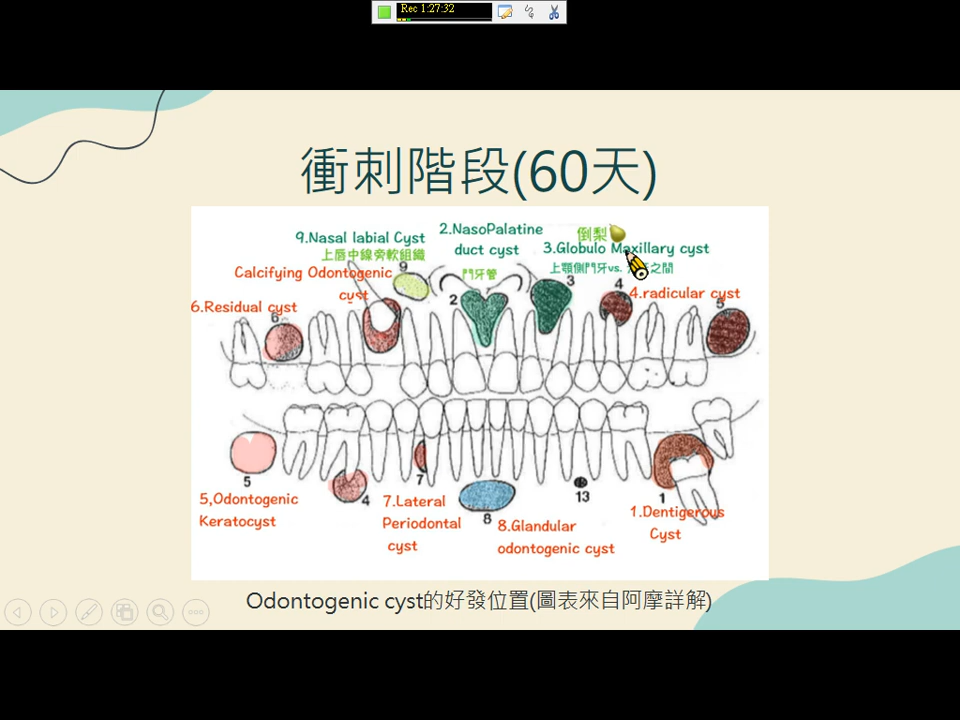 Rec 1:27:32
衝刺階段(60天)
9.Nasal labial Cyst
上唇中線旁軟組織
2.NasoPalatine
duct cyst
門牙管
倒梨
3.Globulo Maxillary cyst
上顎側門牙vs.
之間
Calcifying Odontogenic
cyst
9
2
3
4
4.radicular cyst
5
6.Residual cyst
6
5
5,Odontogenic
Keratocyst
4
7
7.Lateral
Periodontal
cyst
8
8.Glandular
odontogenic cyst
13
1
1.Dentigerous
Cyst
Odontogenic cyst的好發位置(圖表來自阿摩詳解)